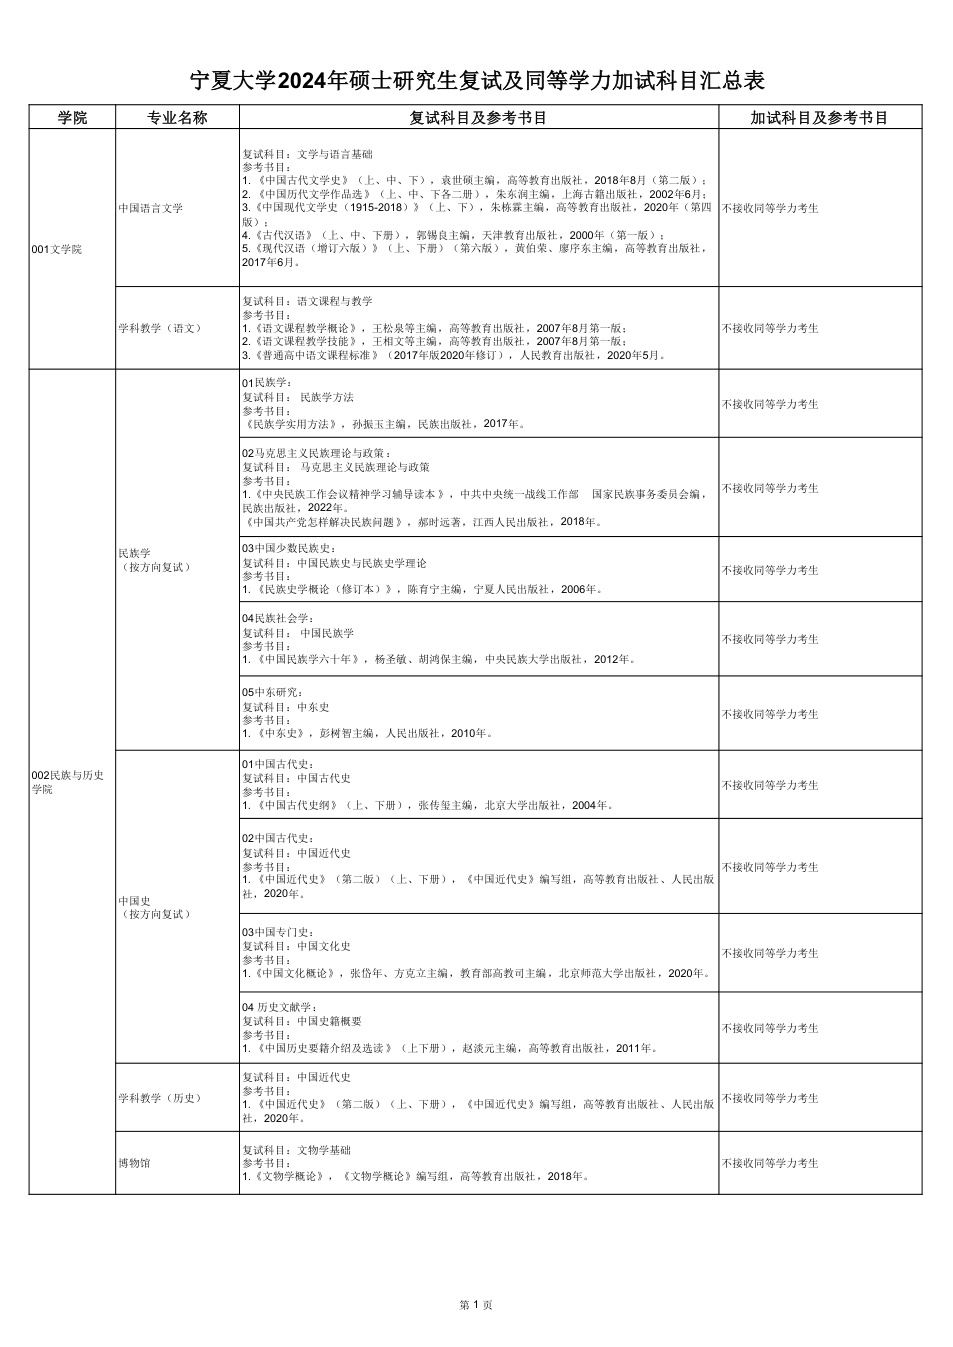 宁夏大学2024年硕士研究生复试及同等学力加试科目汇总表
学院 专业名称 复试科目及参考书目 加试科目及参考书目
001文学院
中国语言文学
复试科目：文学与语言基础
参考书目：
1. 《中国古代文学史》（上、中、下），袁世硕主编，高等教育出版社，2018年8月（第二版）；
2. 《中国历代文学作品选》（上、中、下各二册），朱东润主编，上海古籍出版社，2002年6月；
3.《中国现代文学史（1915-2018）》（上、下），朱栋霖主编，高等教育出版社，2020年（第四
版）；
4.《古代汉语》（上、中、下册），郭锡良主编，天津教育出版社，2000年（第一版）；
5.《现代汉语（增订六版）》（上、下册）（第六版），黄伯荣、廖序东主编，高等教育出版社，
2017年6月。
不接收同等学力考生
学科教学（语文）
复试科目：语文课程与教学
参考书目：
1.《语文课程教学概论》，王松泉等主编，高等教育出版社，2007年8月第一版；
2.《语文课程教学技能》，王相文等主编，高等教育出版社，2007年8月第一版；
3.《普通高中语文课程标准》（2017年版2020年修订），人民教育出版社，2020年5月。
不接收同等学力考生
002民族与历史
学院
民族学
（按方向复试）
01民族学：
复试科目： 民族学方法
参考书目：
《民族学实用方法》，孙振玉主编，民族出版社，2017年。
不接收同等学力考生
02马克思主义民族理论与政策：
复试科目： 马克思主义民族理论与政策
参考书目：
1.《中央民族工作会议精神学习辅导读本》，中共中央统一战线工作部 国家民族事务委员会编，
民族出版社，2022年。
《中国共产党怎样解决民族问题》，郝时远著，江西人民出版社，2018年。
不接收同等学力考生
03中国少数民族史：
复试科目：中国民族史与民族史学理论
参考书目：
1. 《民族史学概论（修订本）》，陈育宁主编，宁夏人民出版社，2006年。
不接收同等学力考生
04民族社会学：
复试科目： 中国民族学
参考书目：
1. 《中国民族学六十年》，杨圣敏、胡鸿保主编，中央民族大学出版社，2012年。
不接收同等学力考生
05中东研究：
复试科目：中东史
参考书目：
1. 《中东史》，彭树智主编，人民出版社，2010年。
不接收同等学力考生
中国史
（按方向复试）
01中国古代史：
复试科目：中国古代史
参考书目：
1. 《中国古代史纲》（上、下册），张传玺主编，北京大学出版社，2004年。
不接收同等学力考生
02中国古代史：
复试科目：中国近代史
参考书目：
1. 《中国近代史》（第二版）（上、下册），《中国近代史》编写组，高等教育出版社、人民出版
社，2020年。
不接收同等学力考生
03中国专门史：
复试科目：中国文化史
参考书目：
1.《中国文化概论》，张岱年、方克立主编，教育部高教司主编，北京师范大学出版社，2020年。
不接收同等学力考生
04 历史文献学：
复试科目：中国史籍概要
参考书目：
1. 《中国历史要籍介绍及选读》（上下册），赵淡元主编，高等教育出版社，2011年。
不接收同等学力考生
学科教学（历史）
复试科目：中国近代史
参考书目：
1. 《中国近代史》（第二版）（上、下册），《中国近代史》编写组，高等教育出版社、人民出版
社，2020年。
不接收同等学力考生
博物馆
复试科目：文物学基础
参考书目：
1.《文物学概论》，《文物学概论》编写组，高等教育出版社，2018年。
不接收同等学力考生
第 1 页